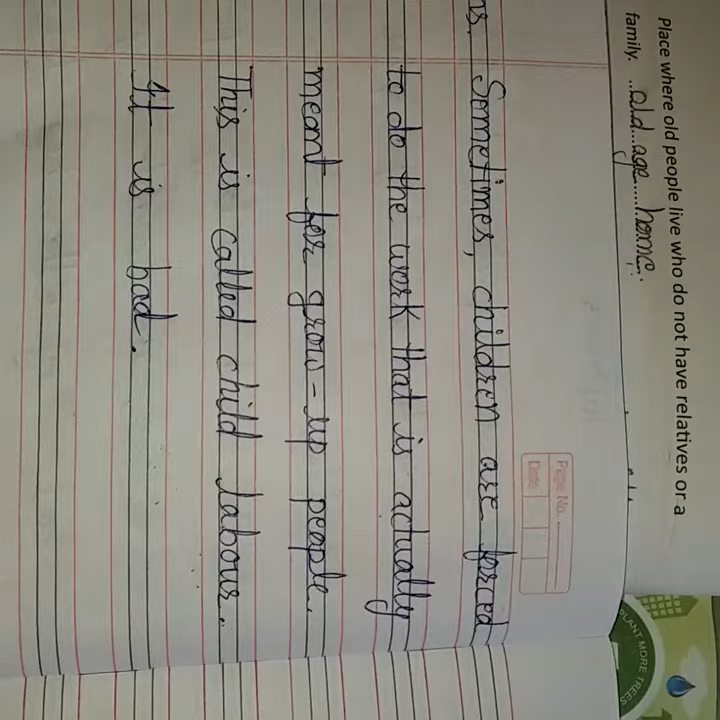 Place where old people live who do not have relatives or a
family. ...old...age.....home...
ns. Sometimes, children are forced
to do the work that is actually
meant for grow-up people.
This is called child labour.
It is bad.
Page No.
Date
PLANT MORE TREES